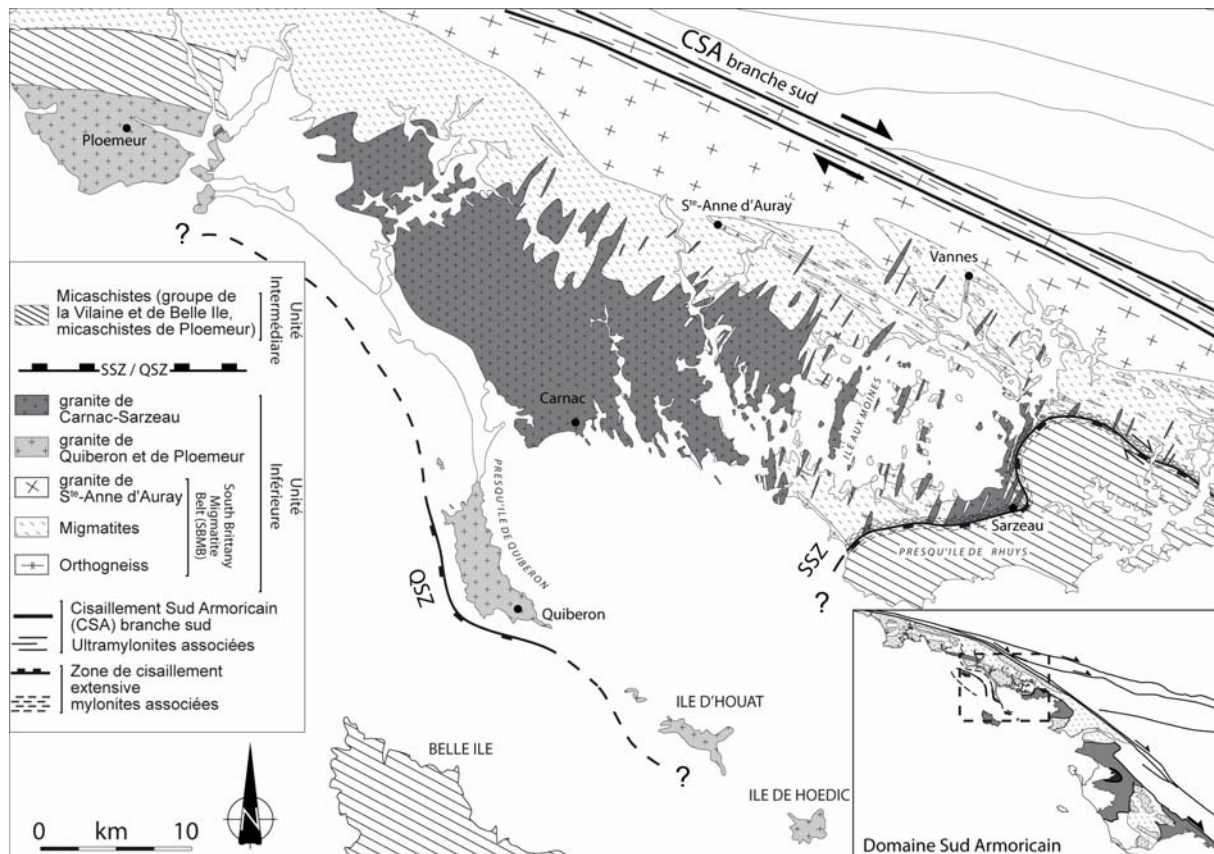 CSA branche sud
Ploemeur
?
Ste-Anne d'Auray
Vannes
Carnac
ILE AUX MOINES
Sarzeau
PRESQU'ILE DE RHUYS
SSZ
?
PRESQU'ILE DE QUIBERON
QSZ
Quiberon
ILE D'HOUAT
?
BELLE ILE
ILE DE HOEDIC
Micaschistes (groupe de
la Vilaine et de Belle Ile,
micaschistes de Ploemeur)
Unité
Intermédiare
SSZ / QSZ
granite de
Carnac-Sarzeau
granite de
Quiberon et de Ploemeur
granite de
Ste-Anne d'Auray
Migmatites
Orthogneiss
South Brittany
Migmatite
Belt (SBMB)
Unité
Inférieure
Cisaillement Sud Armoricain
(CSA) branche sud
Ultramylonites associées
Zone de cisaillement
extensive
mylonites associées
N
0 km 10
Domaine Sud Armoricain